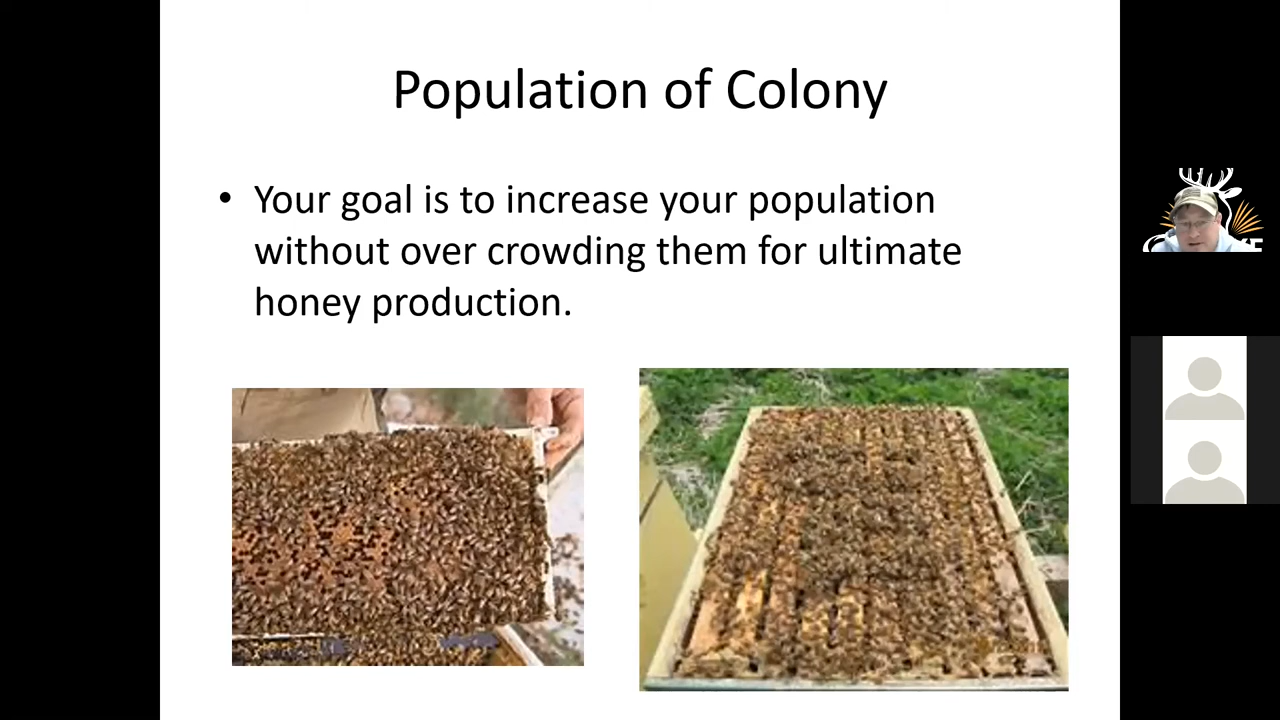 Population of Colony
• Your goal is to increase your population
without over crowding them for ultimate
honey production.